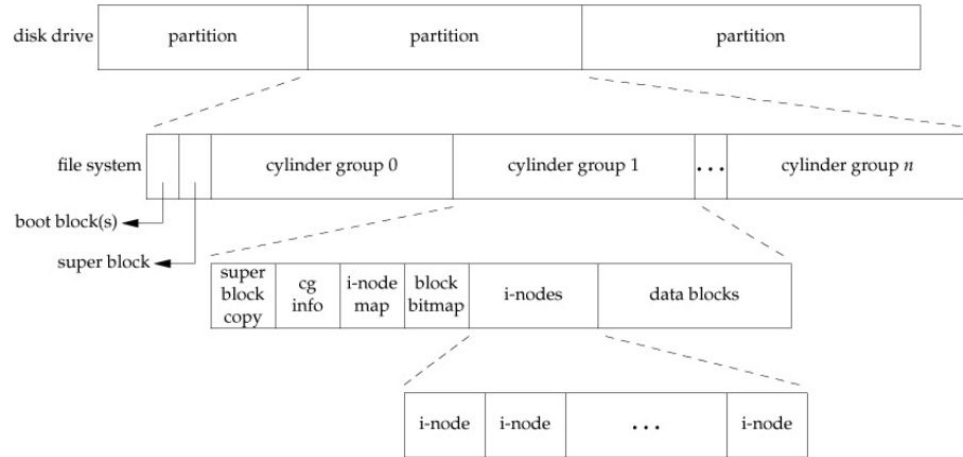 disk drive
partition
partition
partition
file system
cylinder group 0
cylinder group 1
...
cylinder group n
boot block(s)
super block
super
block
copy
cg
info
i-node
map
block
bitmap
i-nodes
data blocks
i-node
i-node
...
i-node